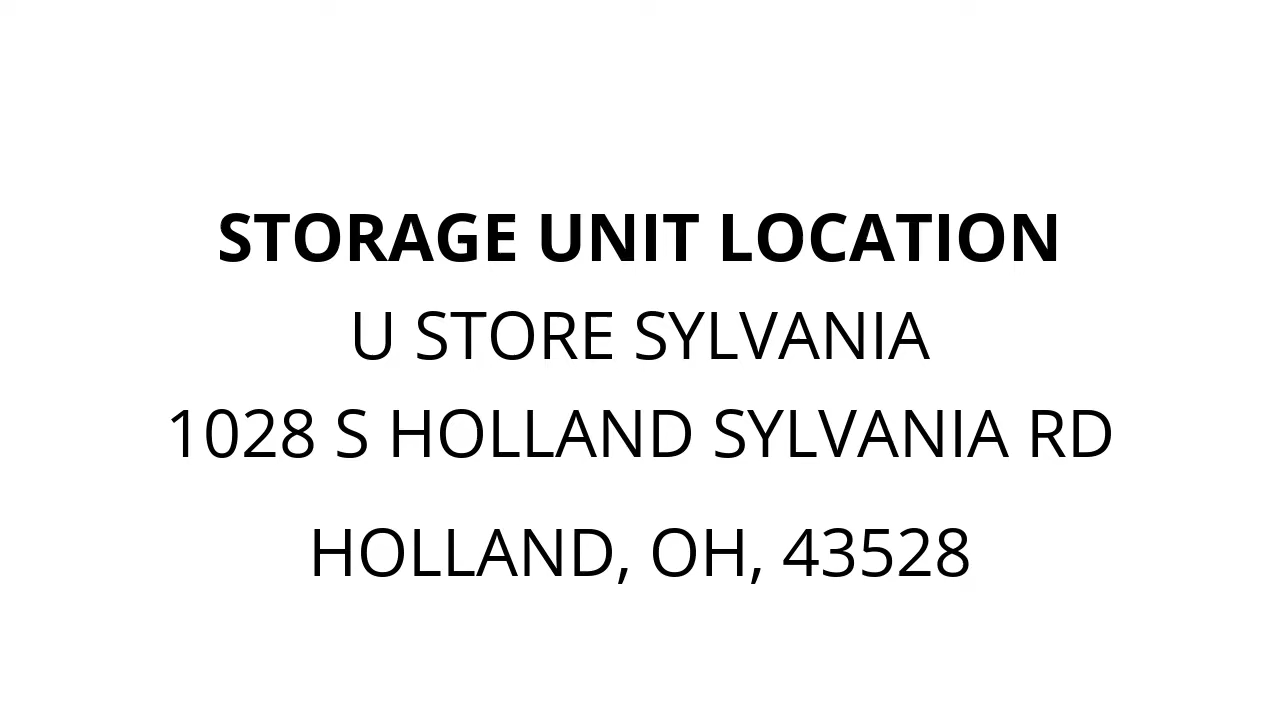 STORAGE UNIT LOCATION
U STORE SYLVANIA
1028 S HOLLAND SYLVANIA RD
HOLLAND, OH, 43528